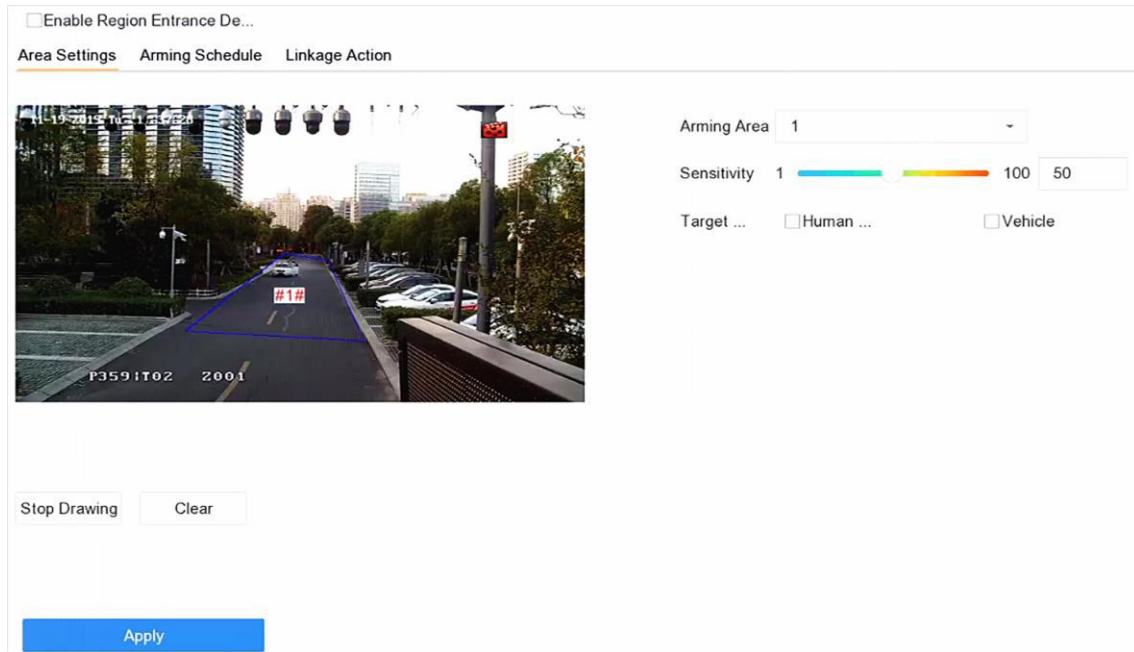 Enable Region Entrance De...
Area Settings Arming Schedule Linkage Action
Arming Area 1
Sensitivity 1 100 50
Target ... Human ... Vehicle
#1#
P359 T02 Z001
Stop Drawing Clear
Apply